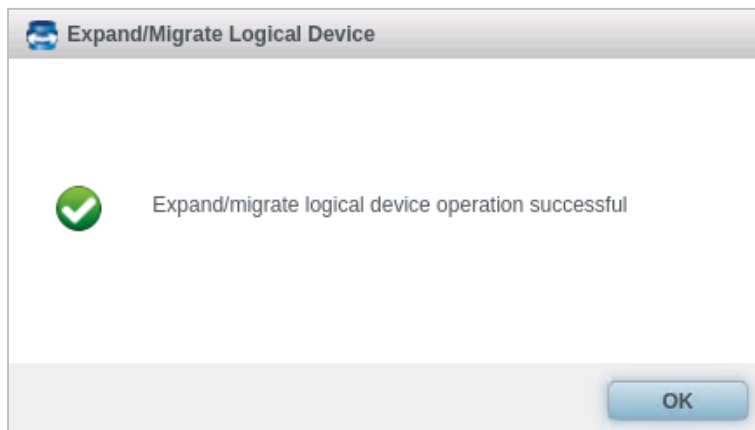 Expand/Migrate Logical Device
Expand/migrate logical device operation successful
OK